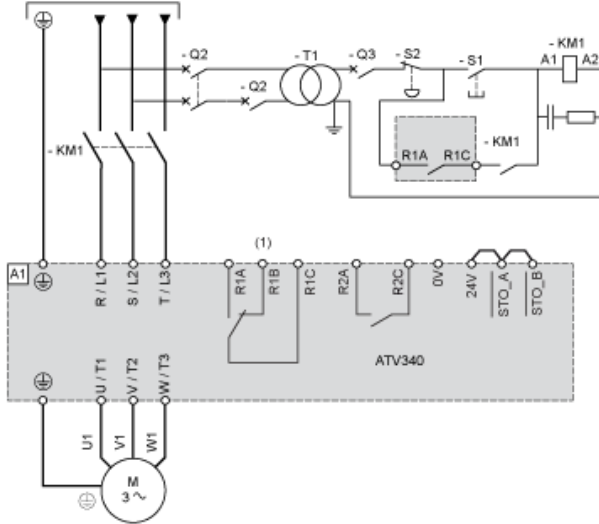 - Q2
- T1
- Q3
- S2
- S1
- KM1
A1
A2
- Q2
- KM1
R1A
R1C
- KM1
(1)
A1
R / L1
S / L2
T / L3
R1A
R1B
R1C
R2A
R2C
0V
24V
STO_A
STO_B
ATV340
U / T1
V / T2
W / T3
U1
V1
W1
M
3 ~